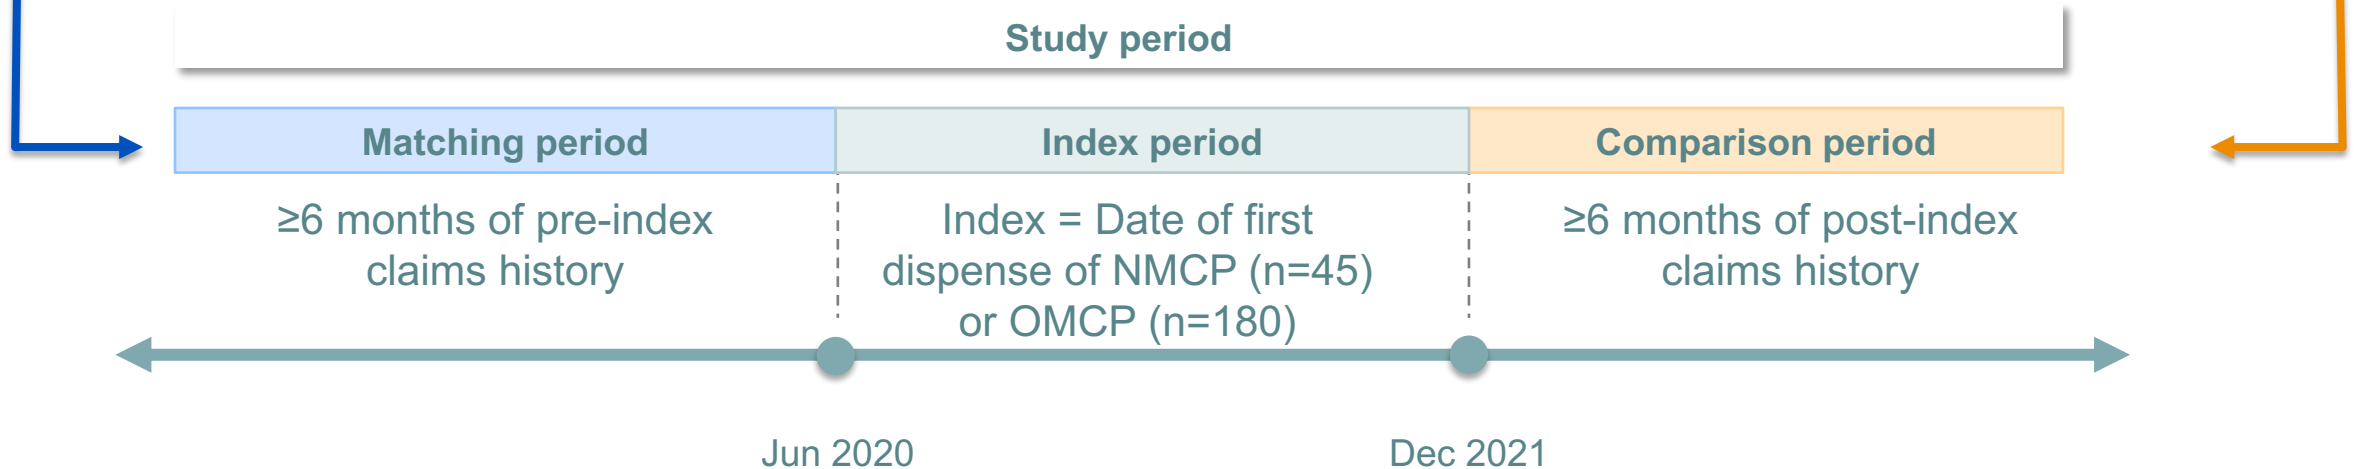 Study period
Matching period
Index period
Comparison period
≥6 months of pre-index
claims history
Index = Date of first
dispense of NMCP (n=45)
or OMCP (n=180)
≥6 months of post-index
claims history
Jun 2020
Dec 2021